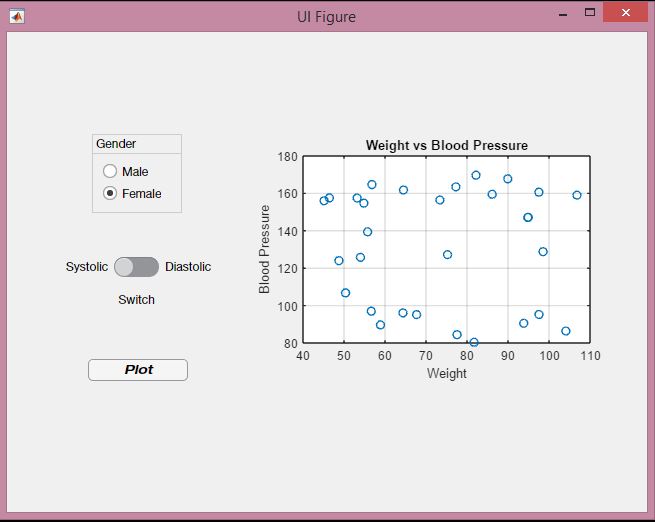 UI Figure
Gender
Male
Female
Systolic Diastolic
Switch
Plot
Weight vs Blood Pressure
180
160
140
120
100
80
Blood Pressure
40 50 60 70 80 90 100 110
Weight